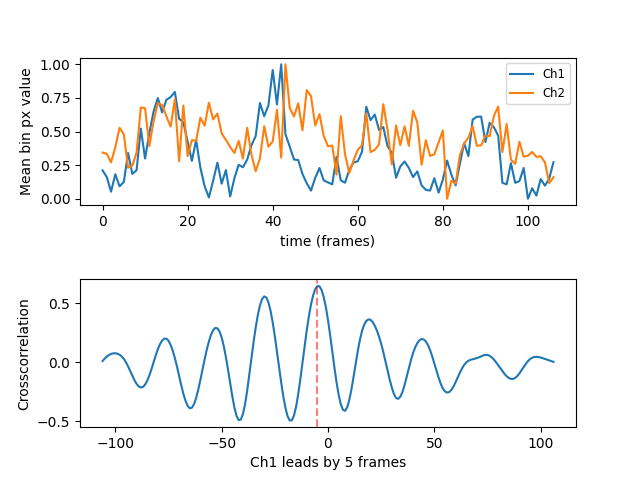 1.00
0.75
0.50
0.25
0.00
Mean bin px value
Ch1
Ch2
0 20 40 60 80 100
time (frames)
0.5
0.0
−0.5
Crosscorrelation
−100 −50 0 50 100
Ch1 leads by 5 frames